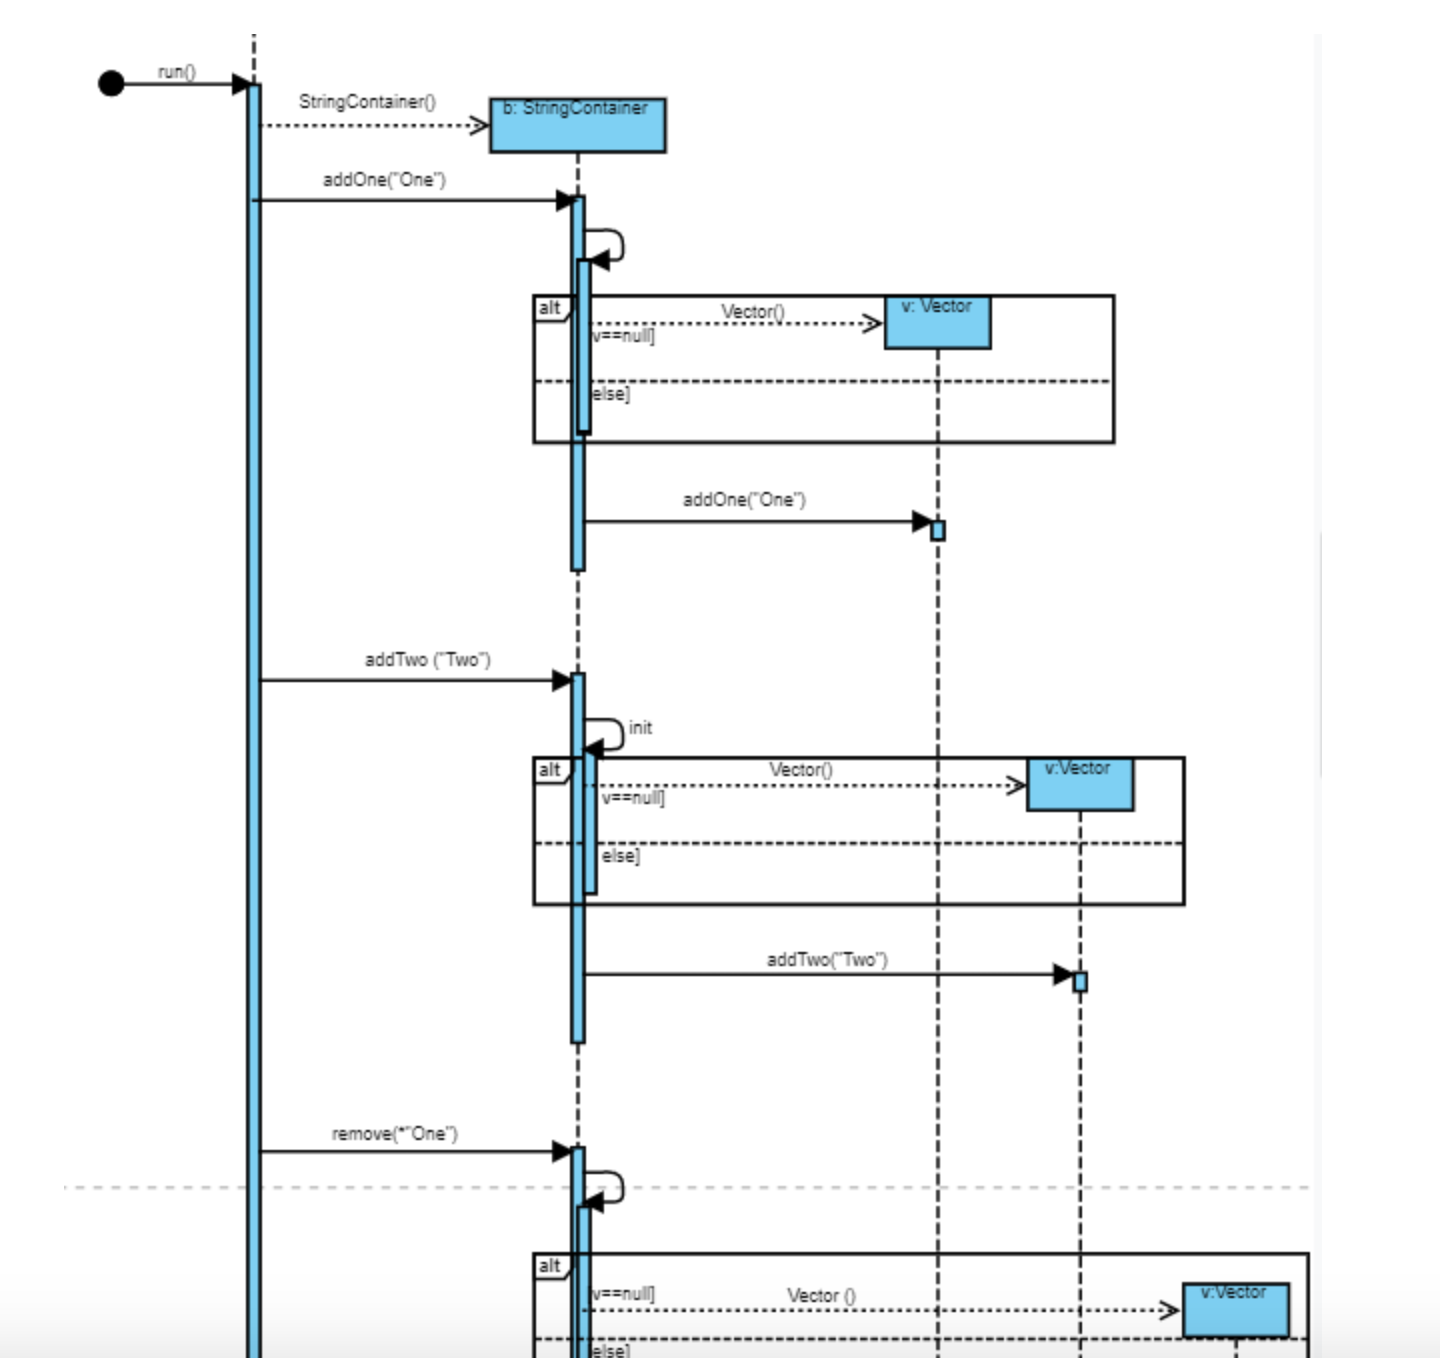 run()
StringContainer()
b: StringContainer
addOne("One")
alt
Vector()
v: Vector
v==null]
else]
addOne("One")
addTwo ("Two")
init
alt
Vector()
v:Vector
v==null]
else]
addTwo("Two")
remove(*"One")
alt
v==null]
Vector ()
v:Vector
else]